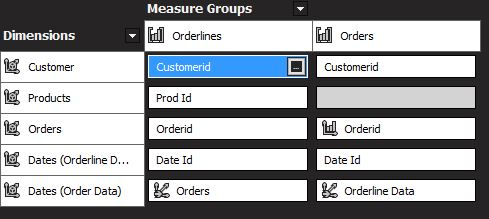 Measure Groups
Dimensions
Orderlines
Orders
Customer
Customerid
...
Customerid
Products
Prod Id
Orders
Orderid
Orderid
Dates (Orderline D...
Date Id
Date Id
Dates (Order Data)
Orders
Orderline Data